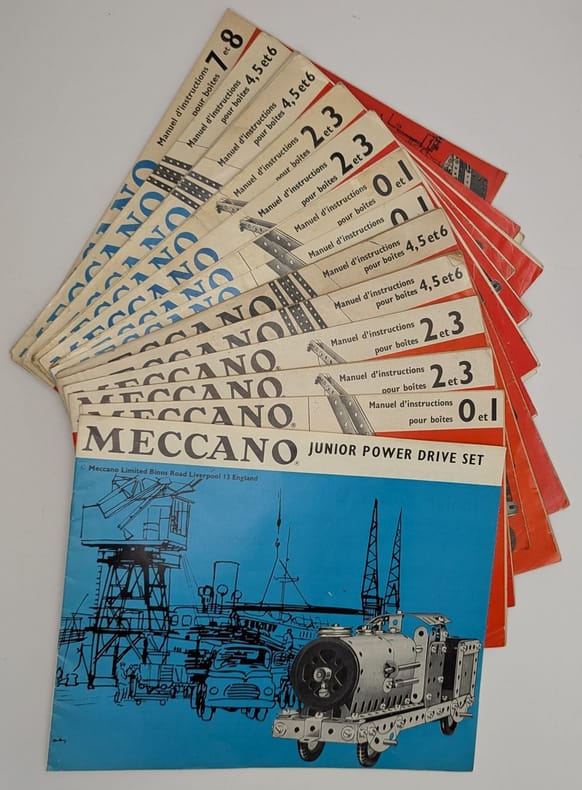 Manuel d'instructions
pour boîtes 7 et 8
Manuel d'instructions
pour boîtes 4, 5 et 6
Manuel d'instructions
pour boîtes 4, 5 et 6
Manuel d'instructions
pour boîtes 2 et 3
Manuel d'instructions
pour boîtes 2 et 3
Manuel d'instructions
pour boîtes 0 et 1
Manuel d'instructions
pour boîtes 0 et 1
Manuel d'instructions
pour boîtes 4, 5 et 6
MECCANO
Manuel d'instructions
pour boîtes 4, 5 et 6
MECCANO
Manuel d'instructions
pour boîtes 2 et 3
MECCANO
Manuel d'instructions
pour boîtes 2 et 3
MECCANO
Manuel d'instructions
pour boîtes 0 et 1
MECCANO
MECCANO® JUNIOR POWER DRIVE SET
© Meccano Limited Binns Road Liverpool 13 England